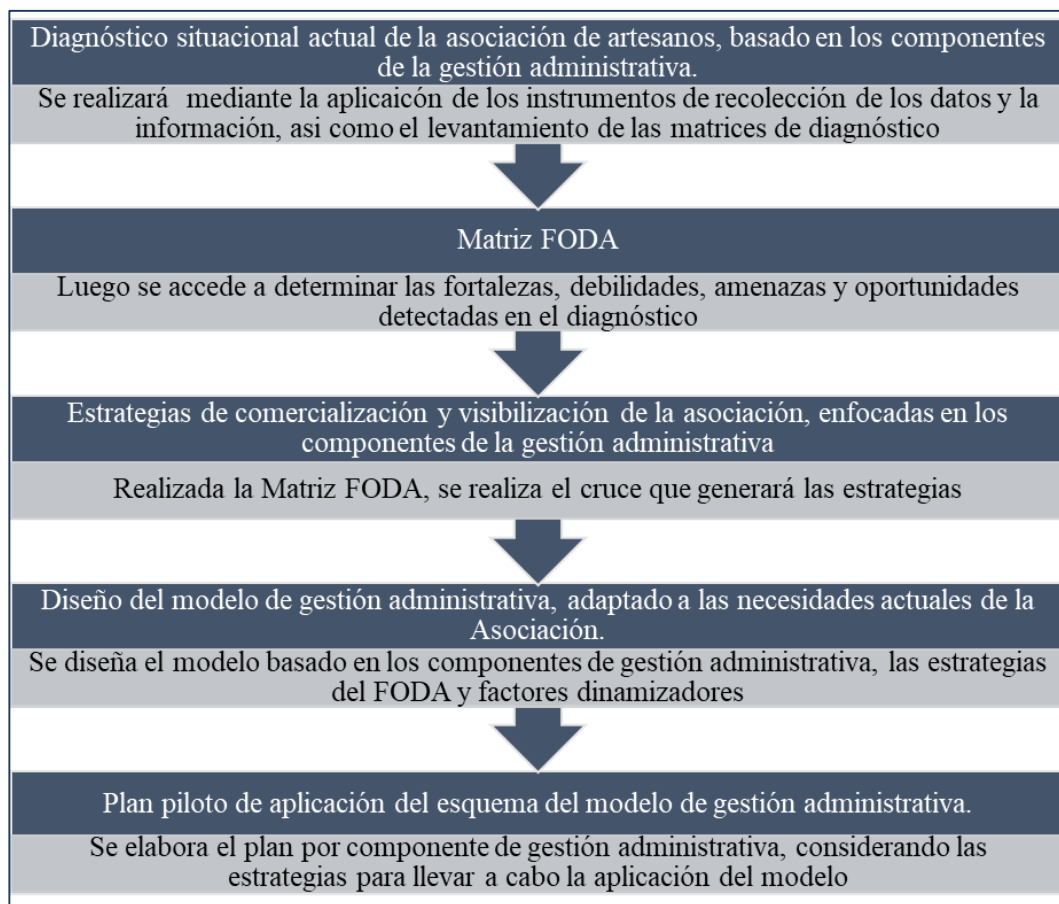 Diagnóstico situacional actual de la asociación de artesanos, basado en los componentes
de la gestión administrativa.
Se realizará mediante la aplicaicón de los instrumentos de recolección de los datos y la
información, asi como el levantamiento de las matrices de diagnóstico
Matriz FODA
Luego se accede a determinar las fortalezas, debilidades, amenazas y oportunidades
detectadas en el diagnóstico
Estrategias de comercialización y visibilización de la asociación, enfocadas en los
componentes de la gestión administrativa
Realizada la Matriz FODA, se realiza el cruce que generará las estrategias
Diseño del modelo de gestión administrativa, adaptado a las necesidades actuales de la
Asociación.
Se diseña el modelo basado en los componentes de gestión administrativa, las estrategias
del FODA y factores dinamizadores
Plan piloto de aplicación del esquema del modelo de gestión administrativa.
Se elabora el plan por componente de gestión administrativa, considerando las
estrategias para llevar a cabo la aplicación del modelo